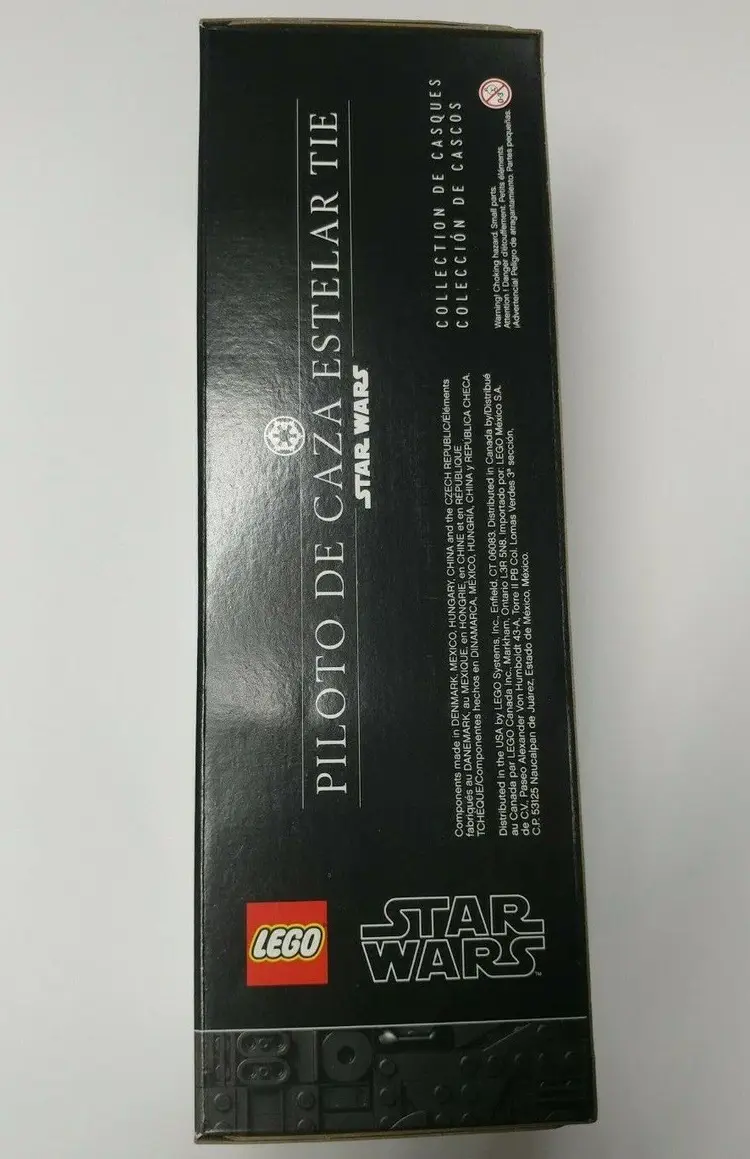 PILOTO DE CAZA ESTELAR TIE
STAR WARS
COLLECTION DE CASQUES
COLECCIÓN DE CASCOS
Components made in DENMARK, MEXICO, HUNGARY, CHINA and the CZECH REPUBLIC/Éléments
fabriqués au DANEMARK, au MEXIQUE, en HONGRIE, en CHINE et en RÉPUBLIQUE
TCHÈQUE/Componentes hechos en DINAMARCA, MÉXICO, HUNGRÍA, CHINA y REPÚBLICA CHECA.
Distributed in the USA by LEGO Systems, Inc., Enfield, CT 06083. Distributed in Canada by/Distribué
au Canada par LEGO Canada Inc., Markham, Ontario L3R 5N8. Importado por: LEGO México S.A.
de C.V., Paseo Alexander Von Humboldt 43-A, Torre II PB Col. Lomas Verdes 3ª sección,
C.P. 53125 Naucalpan de Juárez, Estado de México, México.
0-3
Warning! Choking hazard. Small parts.
Attention ! Danger d'étouffement. Petits éléments.
¡Advertencia! Peligro de atragantamiento. Partes pequeñas.
LEGO
STAR
WARS™